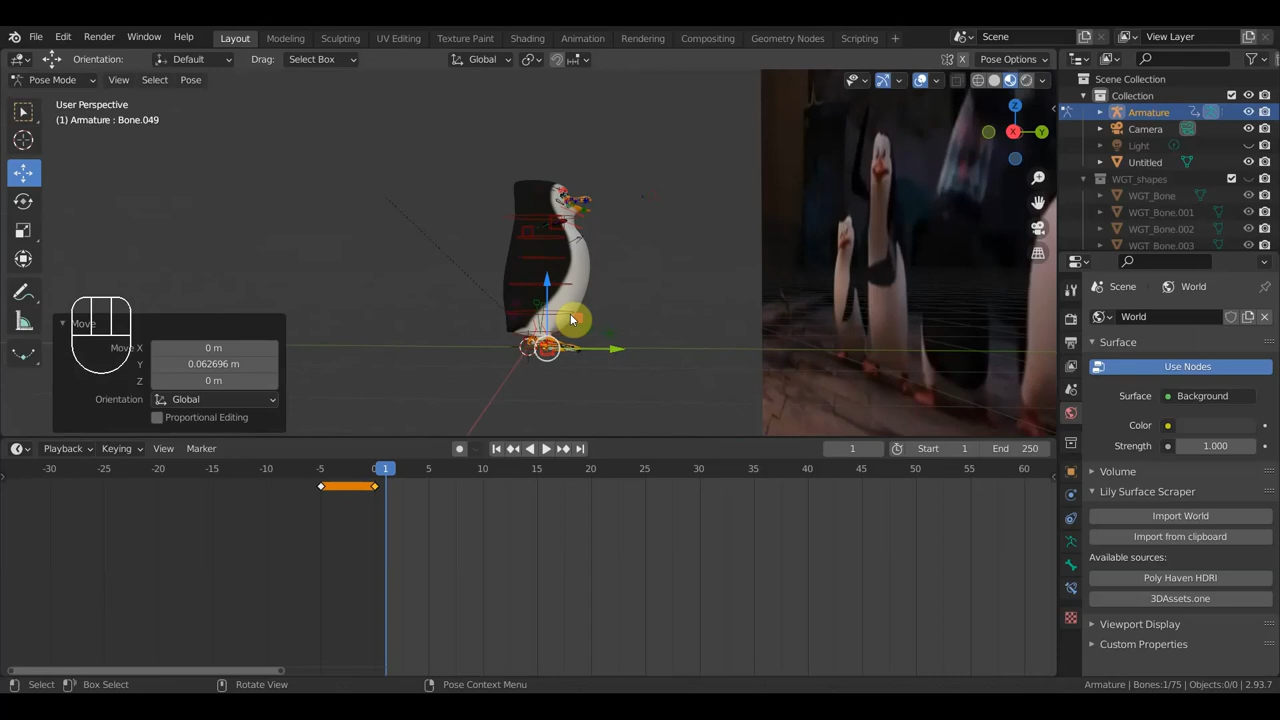 File Edit Render Window Help Layout Modeling Sculpting UV Editing Texture Paint Shading Animation Rendering Compositing Geometry Nodes Scripting + Scene View Layer
Orientation: Default Drag: Select Box Global X Pose Options
Pose Mode View Select Pose
User Perspective
(1) Armature : Bone.049
Z
X
Y
Move
Move X 0 m
Y 0.062696 m
Z 0 m
Orientation Global
Proportional Editing
Playback Keying View Marker 1 Start 1 End 250
-30 -25 -20 -15 -10 -5 0 1 5 10 15 20 25 30 35 40 45 50 55 60
Scene Collection
Collection
Armature
Camera
Light
Untitled
WGT_shapes
WGT_Bone
WGT_Bone.001
WGT_Bone.002
WGT_Bone.003
Scene World
World
Surface
Use Nodes
Surface Background
Color
Strength 1.000
Volume
Lily Surface Scraper
Import World
Import from clipboard
Available sources:
Poly Haven HDRI
3DAssets.one
Viewport Display
Custom Properties
Select Box Select Rotate View Pose Context Menu Armature | Bones:1/75 | Objects:0/0 | 2.93.7